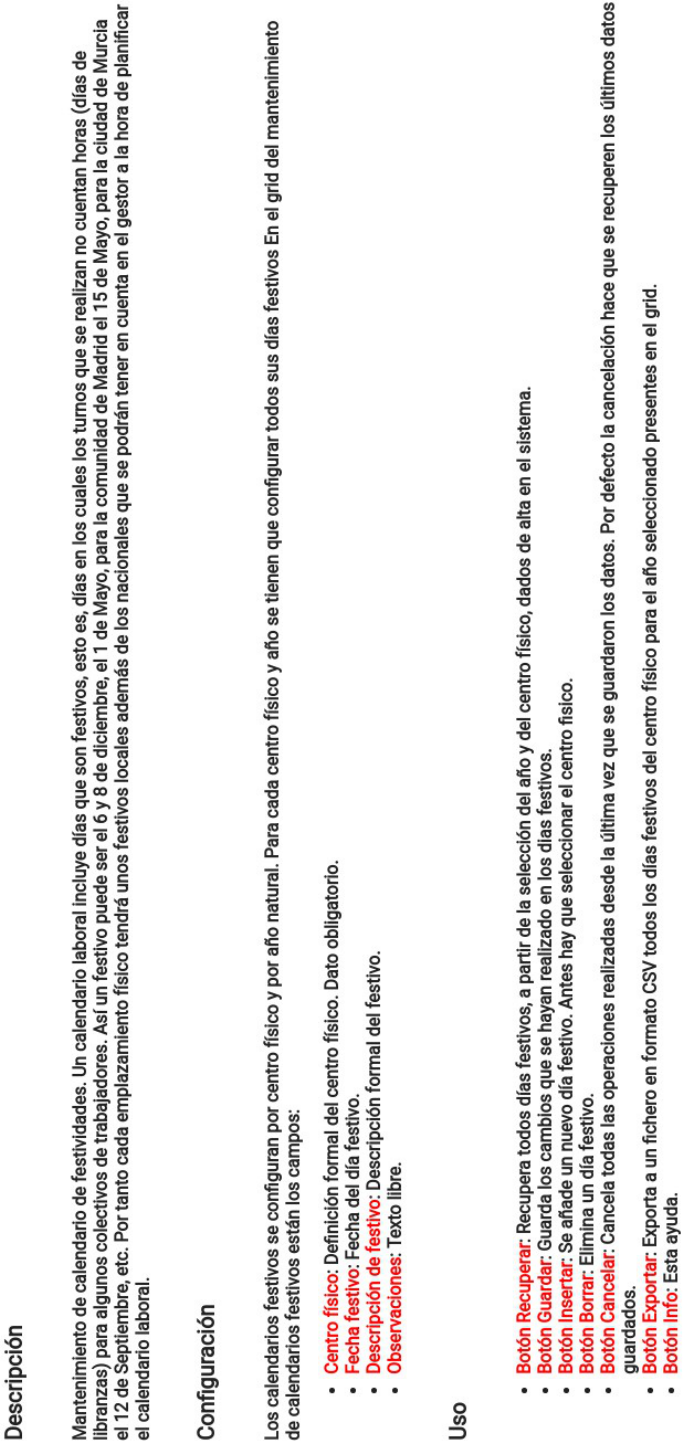 Descripción
Mantenimiento de calendario de festividades. Un calendario laboral incluye días que son festivos, esto es, días en los cuales los turnos que se realizan no cuentan horas (días de
libranzas) para algunos colectivos de trabajadores. Así un festivo puede ser el 6 y 8 de diciembre, el 1 de Mayo, para la comunidad de Madrid el 15 de Mayo, para la ciudad de Murcia
el 12 de Septiembre, etc. Por tanto cada emplazamiento físico tendrá unos festivos locales además de los nacionales que se podrán tener en cuenta en el gestor a la hora de planificar
el calendario laboral.
Configuración
Los calendarios festivos se configuran por centro físico y por año natural. Para cada centro físico y año se tienen que configurar todos sus días festivos En el grid del mantenimiento
de calendarios festivos están los campos:
• Centro físico: Definición formal del centro físico. Dato obligatorio.
• Fecha festivo: Fecha del día festivo.
• Descripción de festivo: Descripción formal del festivo.
• Observaciones: Texto libre.
Uso
• Botón Recuperar: Recupera todos días festivos, a partir de la selección del año y del centro físico, dados de alta en el sistema.
• Botón Guardar: Guarda los cambios que se hayan realizado en los dias festivos.
• Botón Insertar: Se añade un nuevo día festivo. Antes hay que seleccionar el centro fisico.
• Botón Borrar: Elimina un día festivo.
• Botón Cancelar: Cancela todas las operaciones realizadas desde la última vez que se guardaron los datos. Por defecto la cancelación hace que se recuperen los últimos datos
guardados.
• Botón Exportar: Exporta a un fichero en formato CSV todos los días festivos del centro físico para el año seleccionado presentes en el grid.
• Botón Info: Esta ayuda.